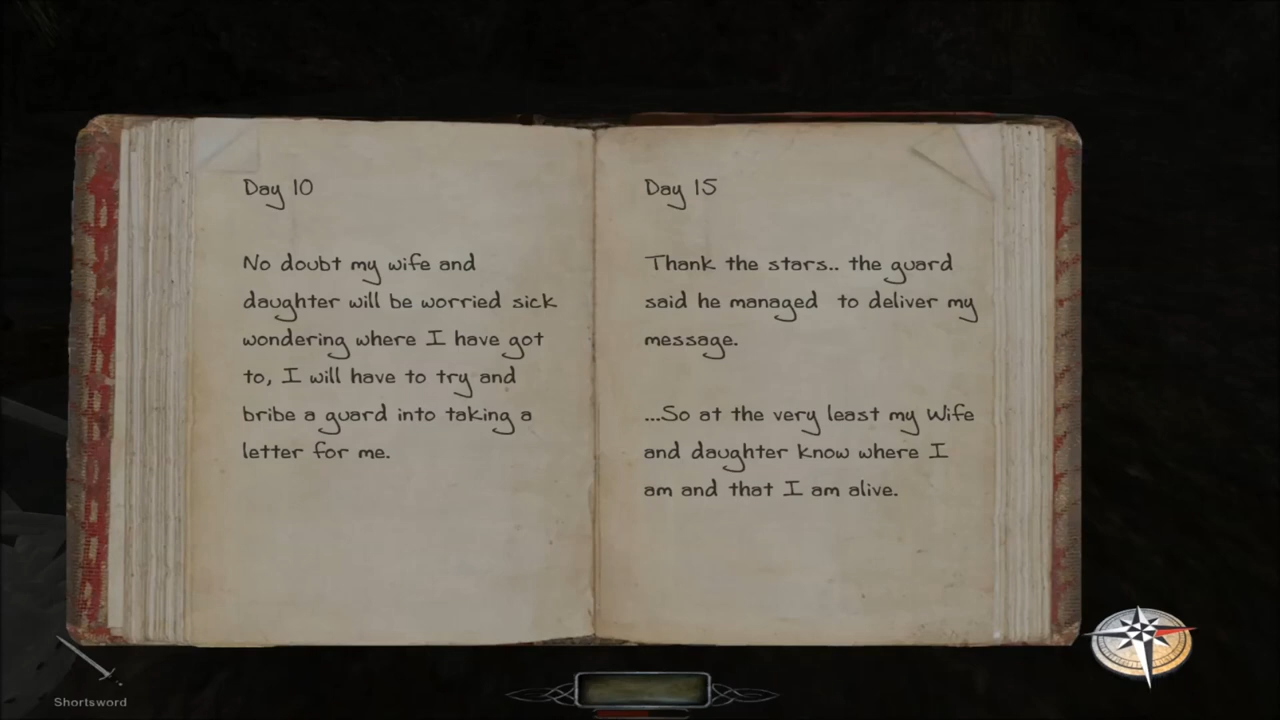 Day 10
No doubt my wife and
daughter will be worried sick
wondering where I have got
to, I will have to try and
bribe a guard into taking a
letter for me.
Day 15
Thank the stars.. the guard
said he managed  to deliver my
message.
...So at the very least my Wife
and daughter know where I
am and that I am alive.
Shortsword